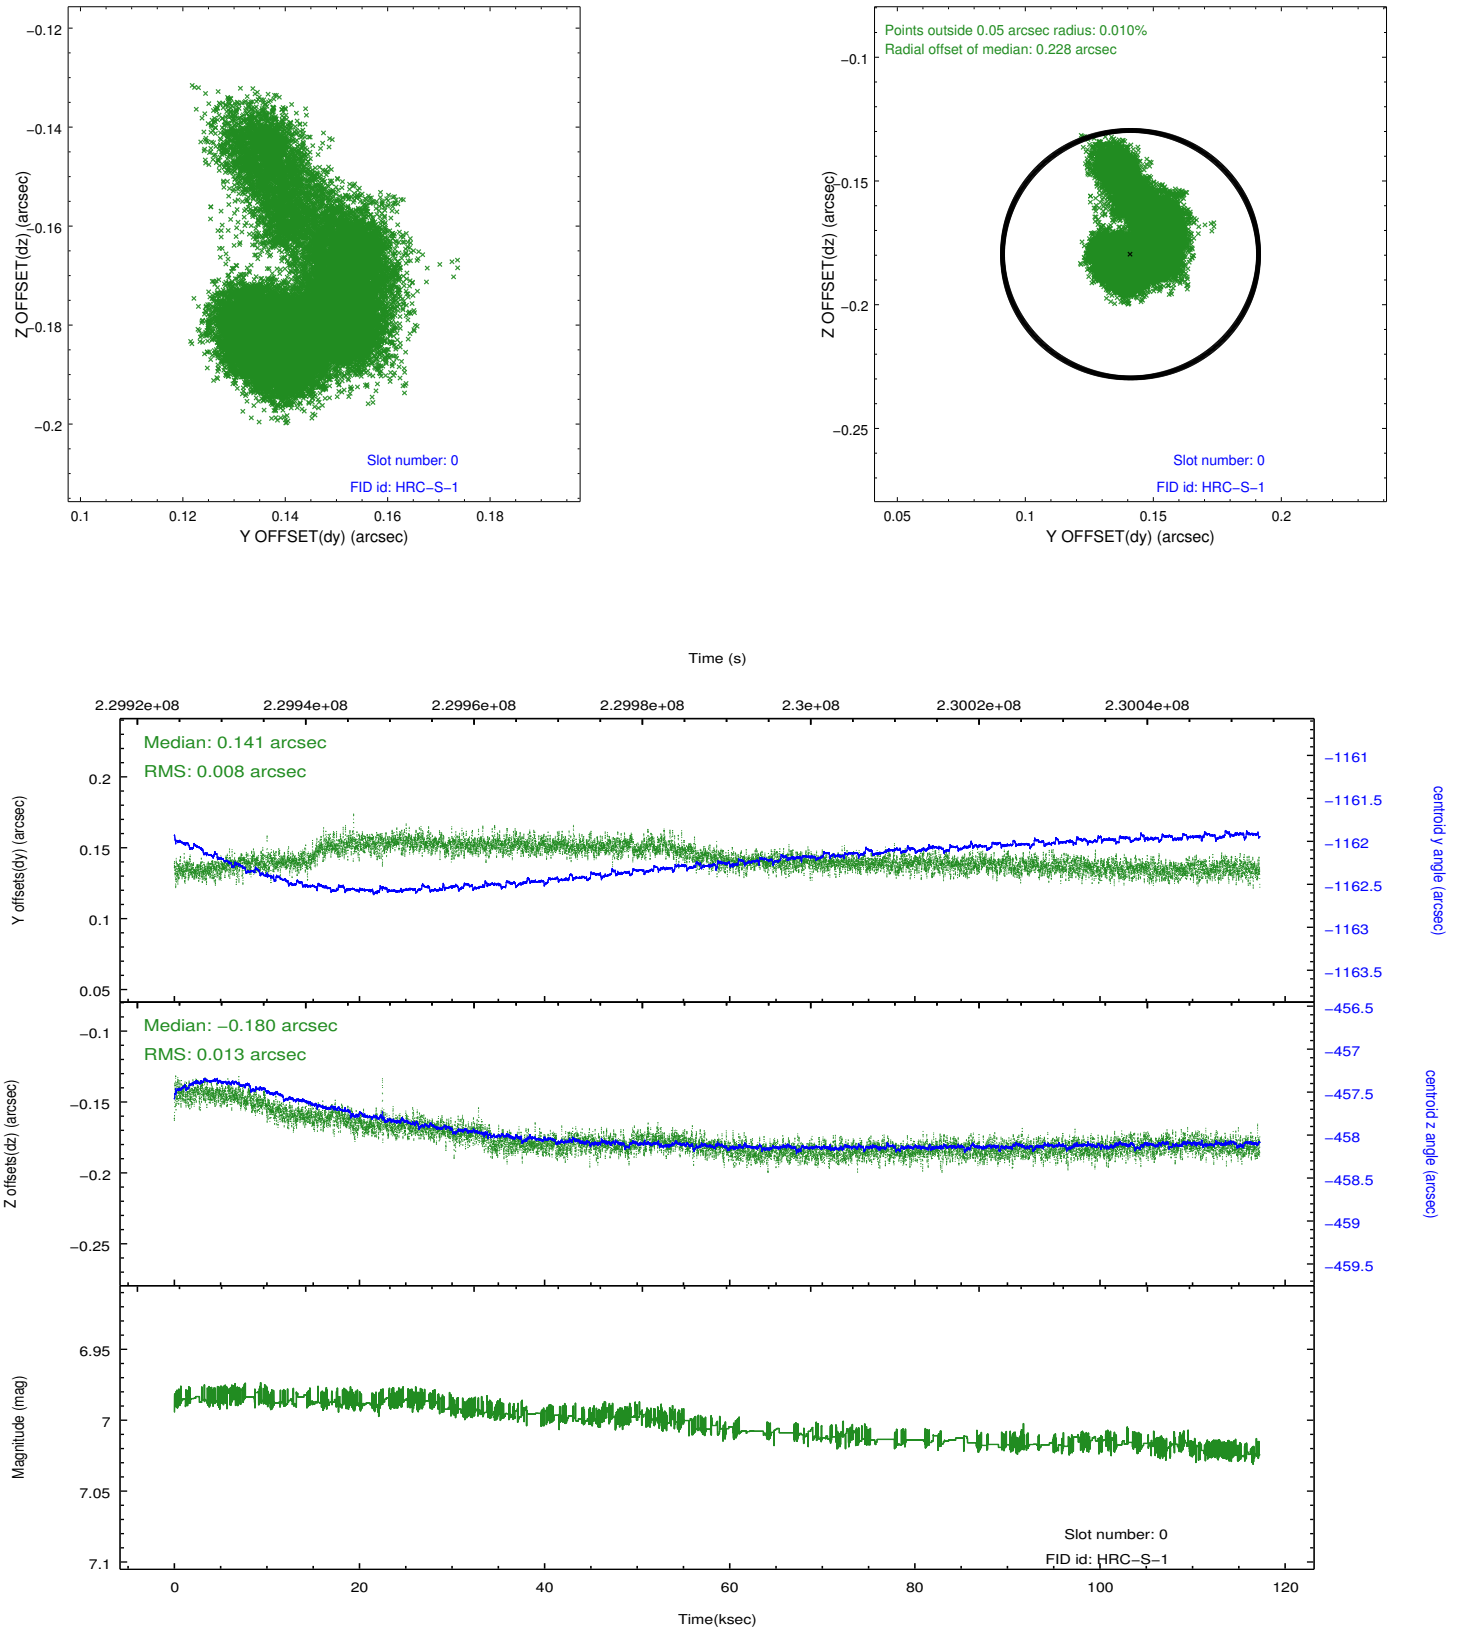 −0.12
−0.14
−0.16
−0.18
−0.2
Z OFFSET(dz) (arcsec)
Slot number: 0
FID id: HRC−S−1
0.1
0.12
0.14
0.16
0.18
Y OFFSET(dy) (arcsec)
Points outside 0.05 arcsec radius: 0.010%
Radial offset of median: 0.228 arcsec
−0.1
−0.15
−0.2
−0.25
Z OFFSET(dz) (arcsec)
Slot number: 0
FID id: HRC−S−1
0.05
0.1
0.15
0.2
Y OFFSET(dy) (arcsec)
Time (s)
2.2992e+08
2.2994e+08
2.2996e+08
2.2998e+08
2.3e+08
2.3002e+08
2.3004e+08
Median: 0.141 arcsec
RMS: 0.008 arcsec
0.2
0.15
0.1
0.05
Y offsets(dy) (arcsec)
−1161
−1161.5
−1162
−1162.5
−1163
−1163.5
centroid y angle (arcsec)
Median: −0.180 arcsec
RMS: 0.013 arcsec
−0.1
−0.15
−0.2
−0.25
Z offsets(dz) (arcsec)
−456.5
−457
−457.5
−458
−458.5
−459
−459.5
centroid z angle (arcsec)
6.95
7
7.05
7.1
Magnitude (mag)
Slot number: 0
FID id: HRC−S−1
0
20
40
60
80
100
120
Time(ksec)